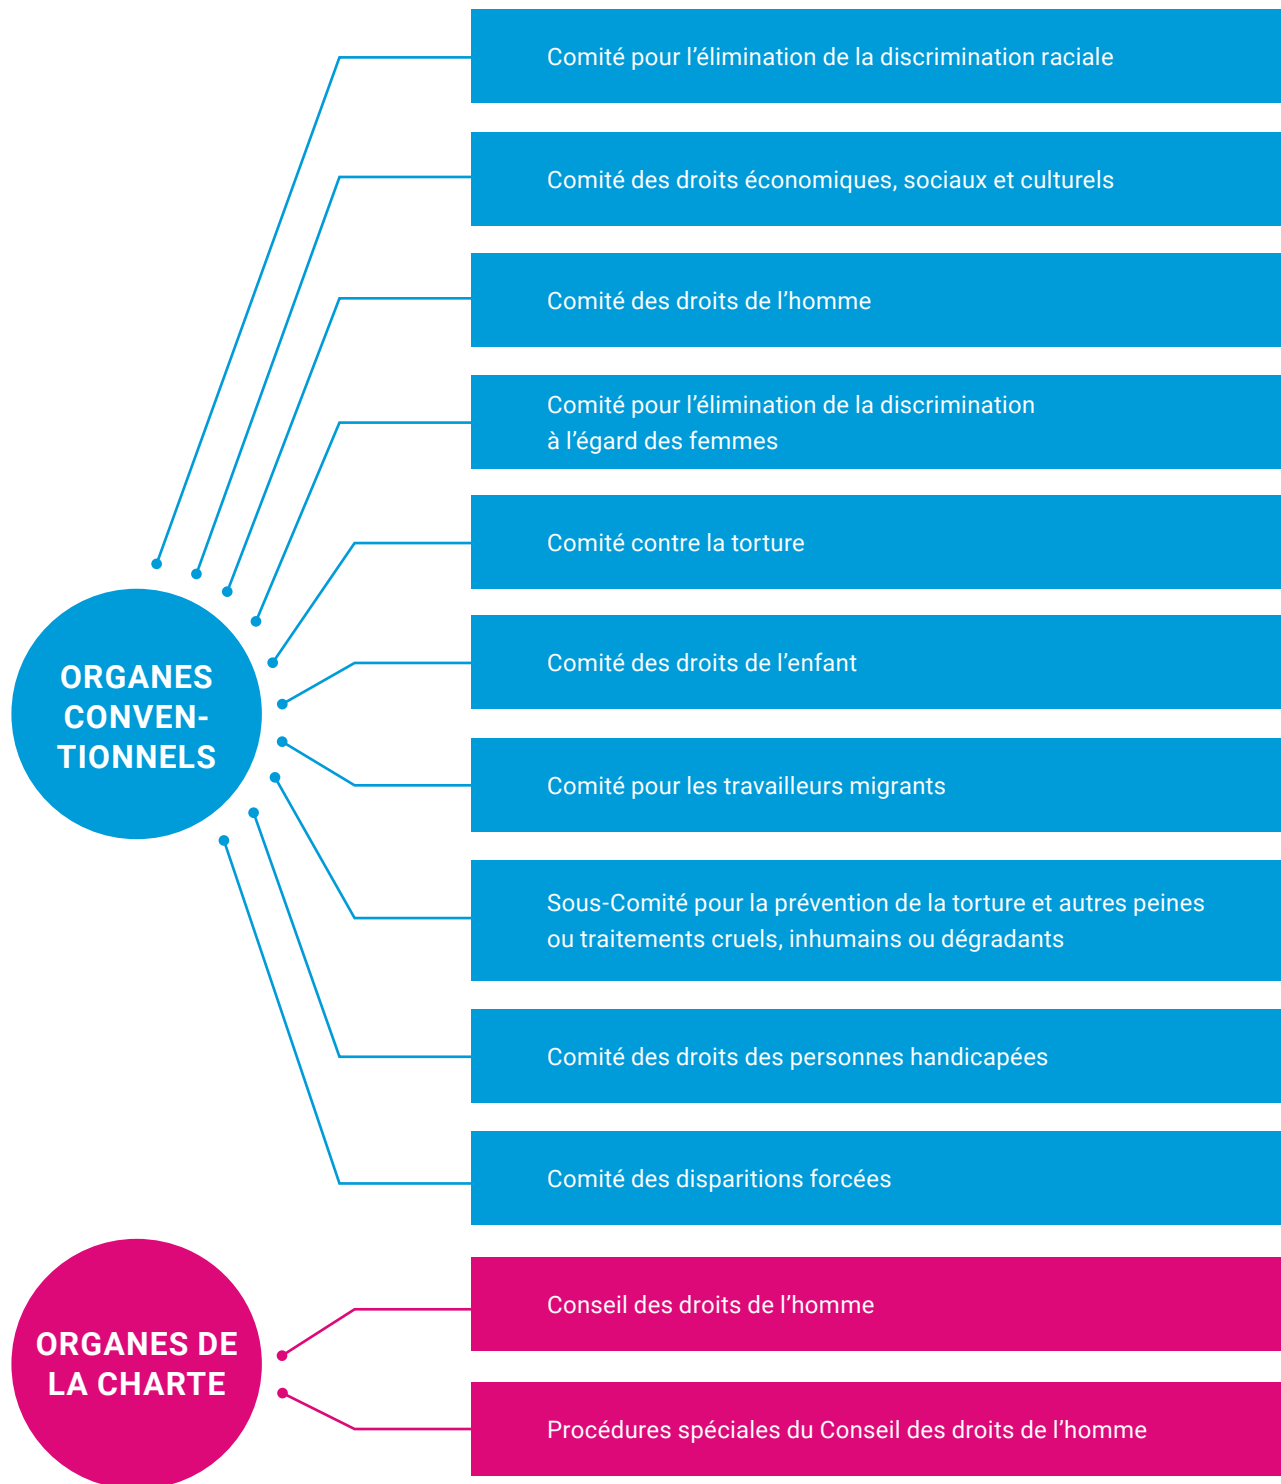 Comité pour l’élimination de la discrimination raciale
Comité des droits économiques, sociaux et culturels
Comité des droits de l’homme
Comité pour l’élimination de la discrimination
à l’égard des femmes
Comité contre la torture
Comité des droits de l’enfant
ORGANES
CONVEN-
TIONNELS
Comité pour les travailleurs migrants
Sous-Comité pour la prévention de la torture et autres peines
ou traitements cruels, inhumains ou dégradants
Comité des droits des personnes handicapées
Comité des disparitions forcées
Conseil des droits de l’homme
ORGANES DE
LA CHARTE
Procédures spéciales du Conseil des droits de l’homme